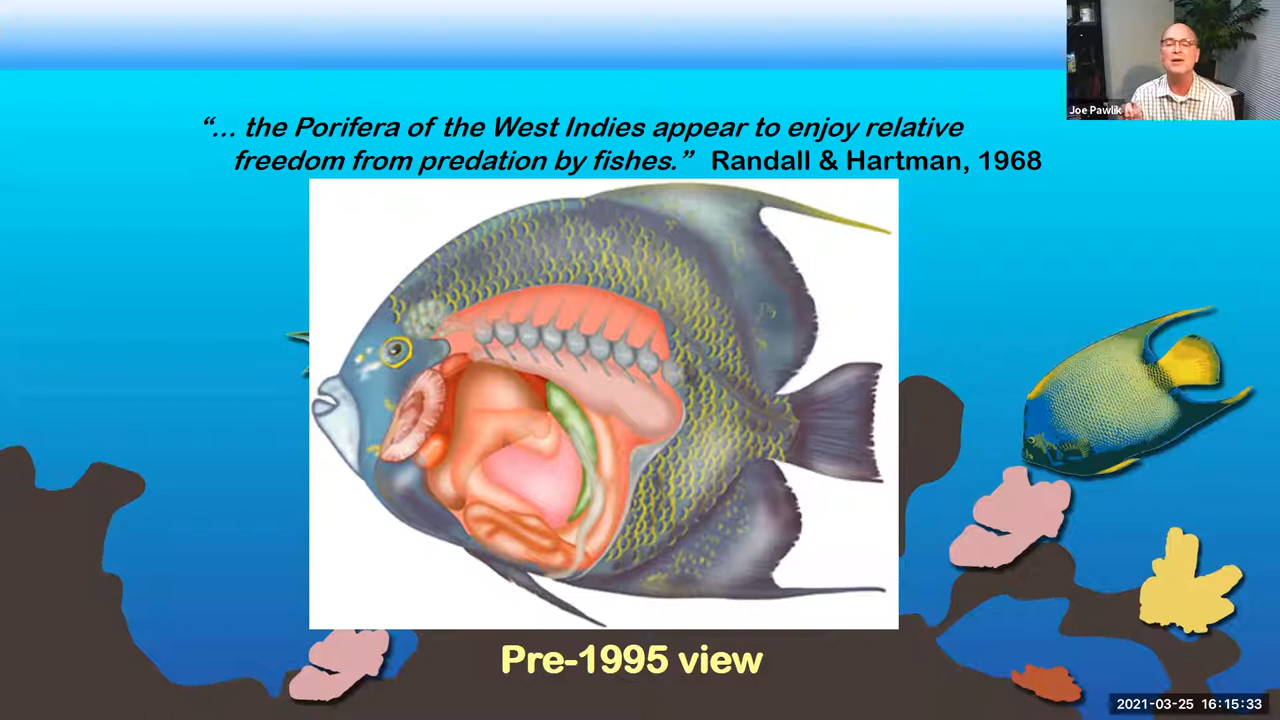 “... the Porifera of the West Indies appear to enjoy relative
freedom from predation by fishes.” Randall & Hartman, 1968
Joe Pawlik
Pre-1995 view
2021-03-25 16:15:33